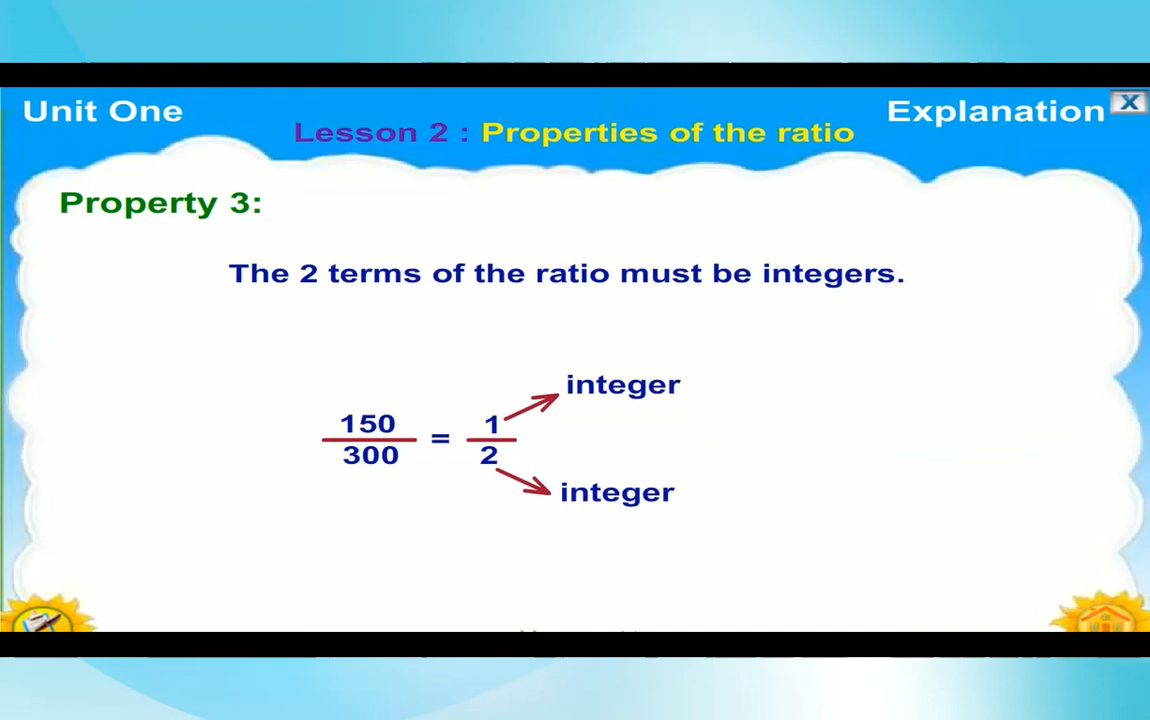 Unit One
Explanation
X
Lesson 2 : Properties of the ratio
Property 3:
The 2 terms of the ratio must be integers.
integer
150 1
=
300 2
integer